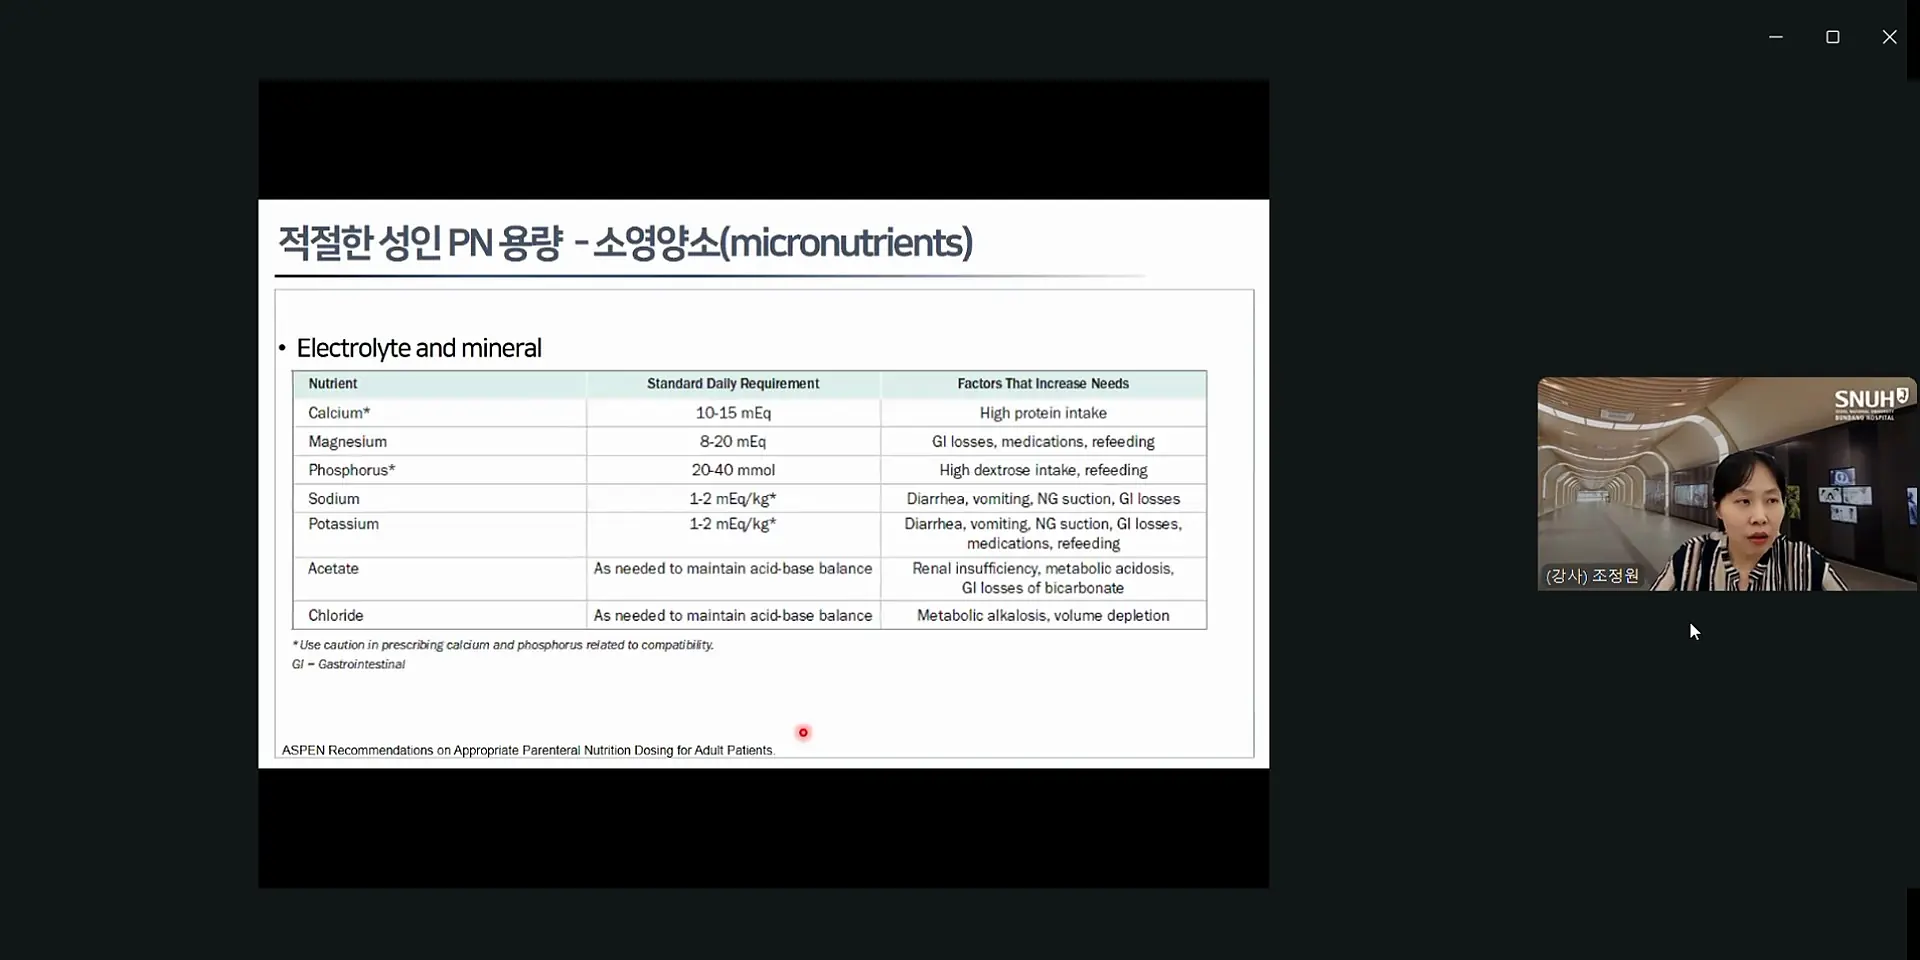 적절한 성인 PN 용량 - 소영양소(micronutrients)
• Electrolyte and mineral
Nutrient Standard Daily Requirement Factors That Increase Needs
Calcium* 10-15 mEq High protein intake
Magnesium 8-20 mEq GI losses, medications, refeeding
Phosphorus* 20-40 mmol High dextrose intake, refeeding
Sodium 1-2 mEq/kg* Diarrhea, vomiting, NG suction, GI losses
Potassium 1-2 mEq/kg* Diarrhea, vomiting, NG suction, GI losses,
medications, refeeding
Acetate As needed to maintain acid-base balance Renal insufficiency, metabolic acidosis,
GI losses of bicarbonate
Chloride As needed to maintain acid-base balance Metabolic alkalosis, volume depletion
*Use caution in prescribing calcium and phosphorus related to compatibility.
GI = Gastrointestinal
ASPEN Recommendations on Appropriate Parenteral Nutrition Dosing for Adult Patients.
SNUH
SEOUL NATIONAL UNIVERSITY
BUNDANG HOSPITAL
(강사) 조정원